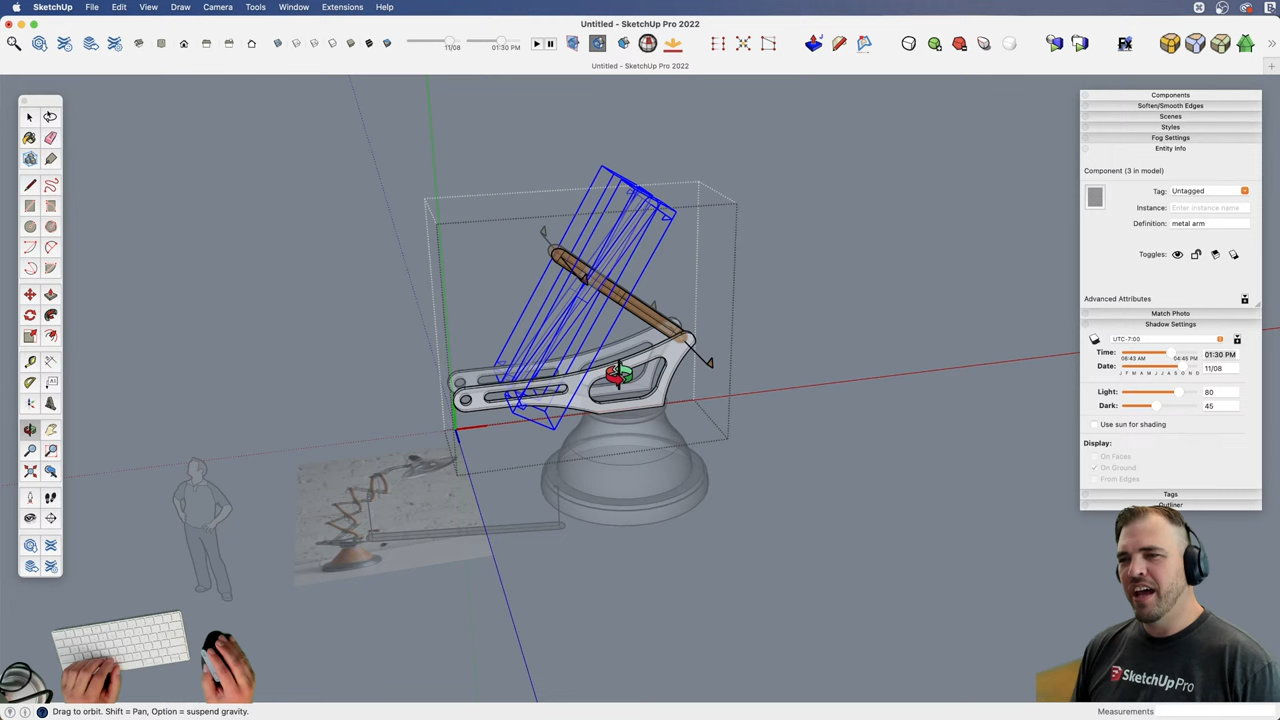 SketchUp File Edit View Draw Camera Tools Window Extensions Help
Untitled - SketchUp Pro 2022
11/08
01:30 PM
Untitled - SketchUp Pro 2022
Components
Soften/Smooth Edges
Scenes
Styles
Fog Settings
Entity Info
Component (3 in model)
Tag: Untagged
Instance: Enter instance name
Definition: metal arm
Toggles:
Advanced Attributes
Match Photo
Shadow Settings
UTC-7:00
Time: 01:30 PM
06:43 AM 04:45 PM
Date: 11/08
J F M A M J J A S O N D
Light: 80
Dark: 45
Use sun for shading
Display:
On Faces
On Ground
From Edges
Tags
Outliner
SketchUp Pro
Drag to orbit. Shift = Pan, Option = suspend gravity.
Measurements